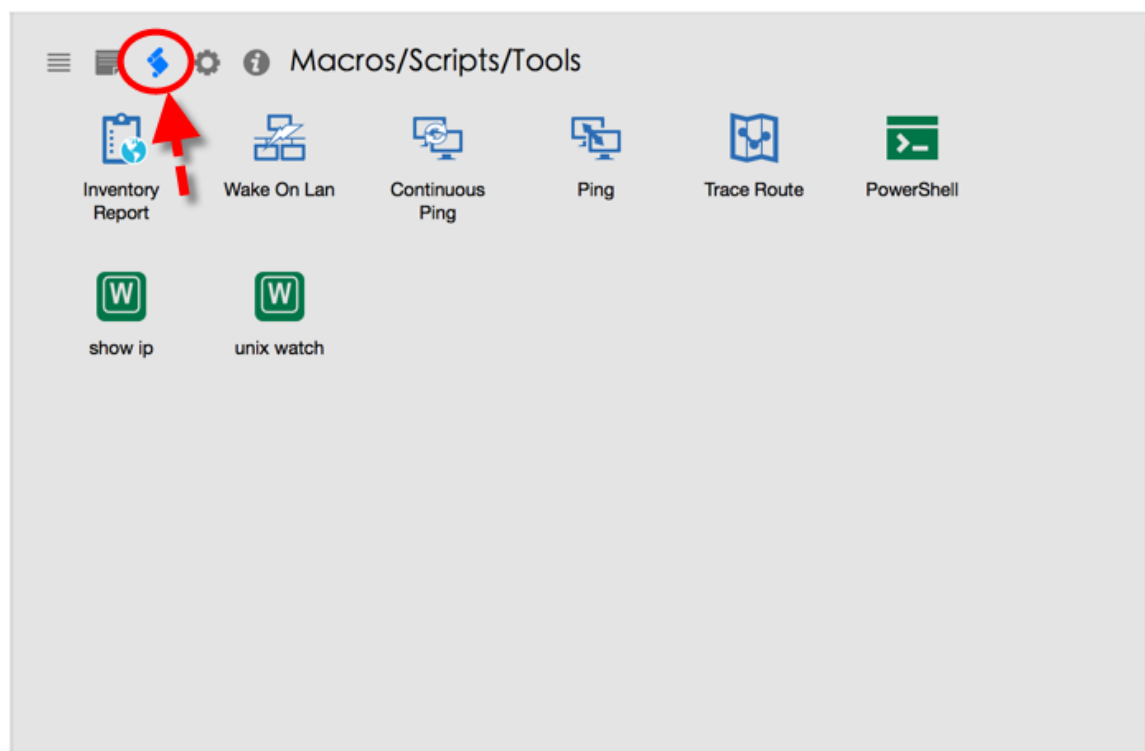 Macros/Scripts/Tools
Inventory
Report
Wake On Lan
Continuous
Ping
Ping
Trace Route
PowerShell
W
show ip
W
unix watch